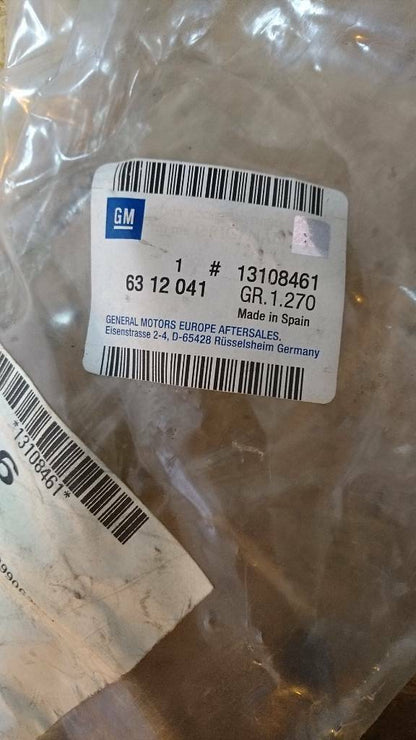 GM
1 # 13108461
63 12 041 GR.1.270
Made in Spain
GENERAL MOTORS EUROPE AFTERSALES,
Eisenstrasse 2-4, D-65428 Rüsselsheim Germany
*13108461*
6